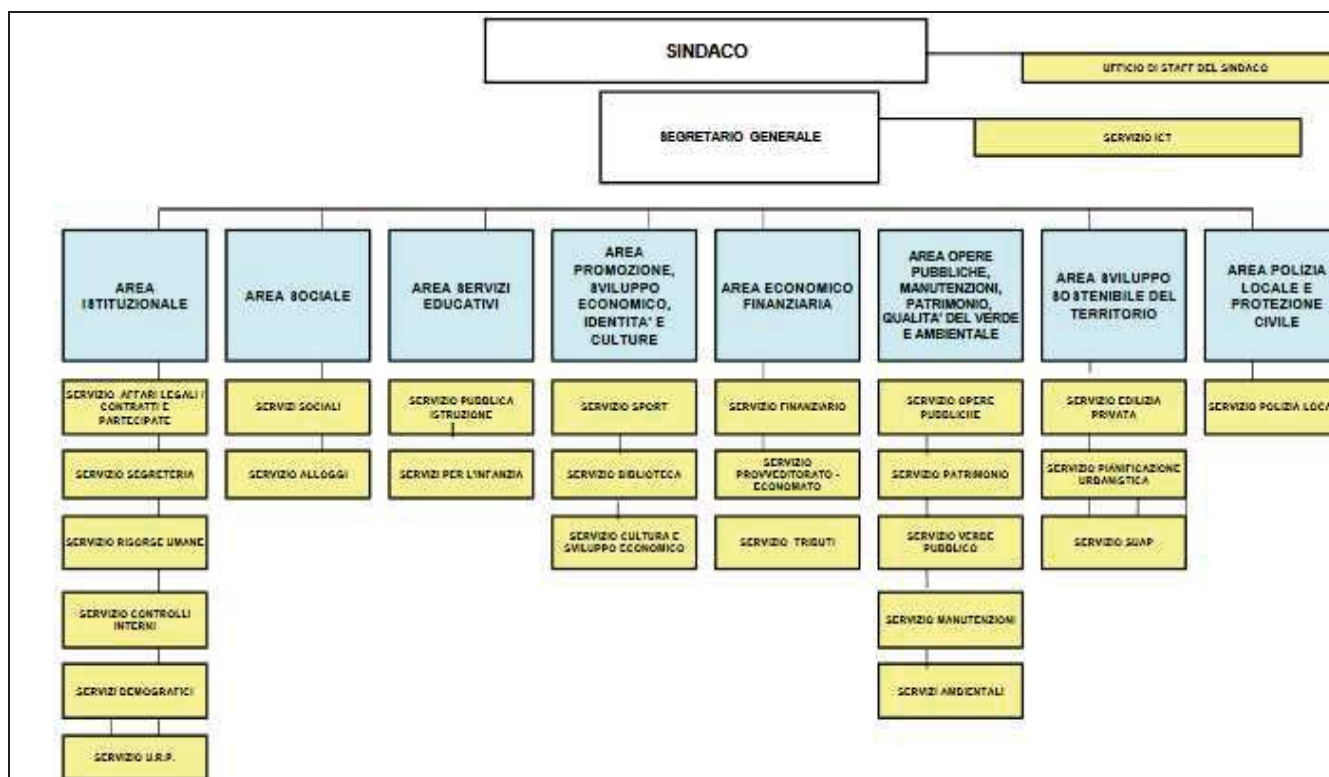 SINDACO
UFFICIO DI STAFF DEL SINDACO
SEGRETARIO GENERALE
SERVIZIO ICT
AREA
ISTITUZIONALE
AREA SOCIALE
AREA SERVIZI
EDUCATIVI
AREA
PROMOZIONE,
SVILUPPO
ECONOMICO,
IDENTITA' E
CULTURE
AREA ECONOMICO
FINANZIARIA
AREA OPERE
PUBBLICHE,
MANUTENZIONI,
PATRIMONIO,
QUALITA' DEL VERDE
E AMBIENTALE
AREA SVILUPPO
SOSTENIBILE DEL
TERRITORIO
AREA POLIZIA
LOCALE E
PROTEZIONE
CIVILE
SERVIZIO AFFARI LEGALI
CONTRATTI E
PARTECIPATE
SERVIZI SOCIALI
SERVIZIO PUBBLICA
ISTRUZIONE
SERVIZIO SPORT
SERVIZIO FINANZIARIO
SERVIZIO OPERE
PUBBLICHE
SERVIZIO EDILIZIA
PRIVATA
SERVIZIO POLIZIA LOCA
SERVIZIO SEGRETERIA
SERVIZIO ALLOGGI
SERVIZI PER L'INFANZIA
SERVIZIO BIBLIOTECA
SERVIZIO
PROVVEDITORATO -
ECONOMATO
SERVIZIO PATRIMONIO
SERVIZIO PIANIFICAZIONE
URBANISTICA
SERVIZIO RISORSE UMANE
SERVIZIO CULTURA E
SVILUPPO ECONOMICO
SERVIZIO TRIBUTI
SERVIZIO VERDE
PUBBLICO
SERVIZIO SUAP
SERVIZIO CONTROLLI
INTERNI
SERVIZIO MANUTENZIONI
SERVIZI DEMOGRAFICI
SERVIZI AMBIENTALI
SERVIZIO U.R.P.